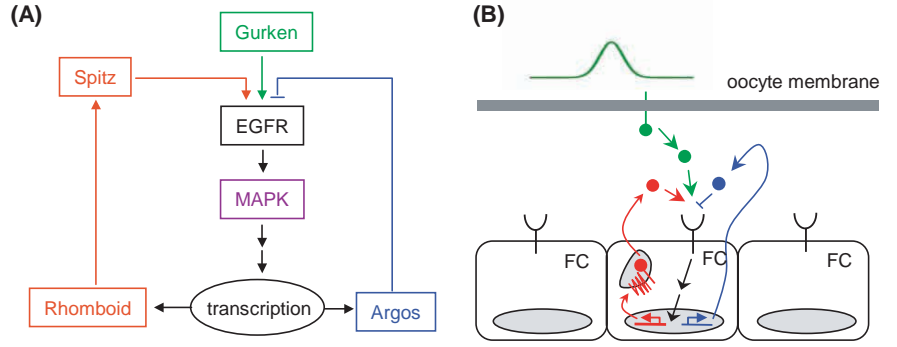 (A)
Gurken
Spitz
EGFR
MAPK
transcription
Rhomboid
Argos
(B)
oocyte membrane
FC
FC
FC